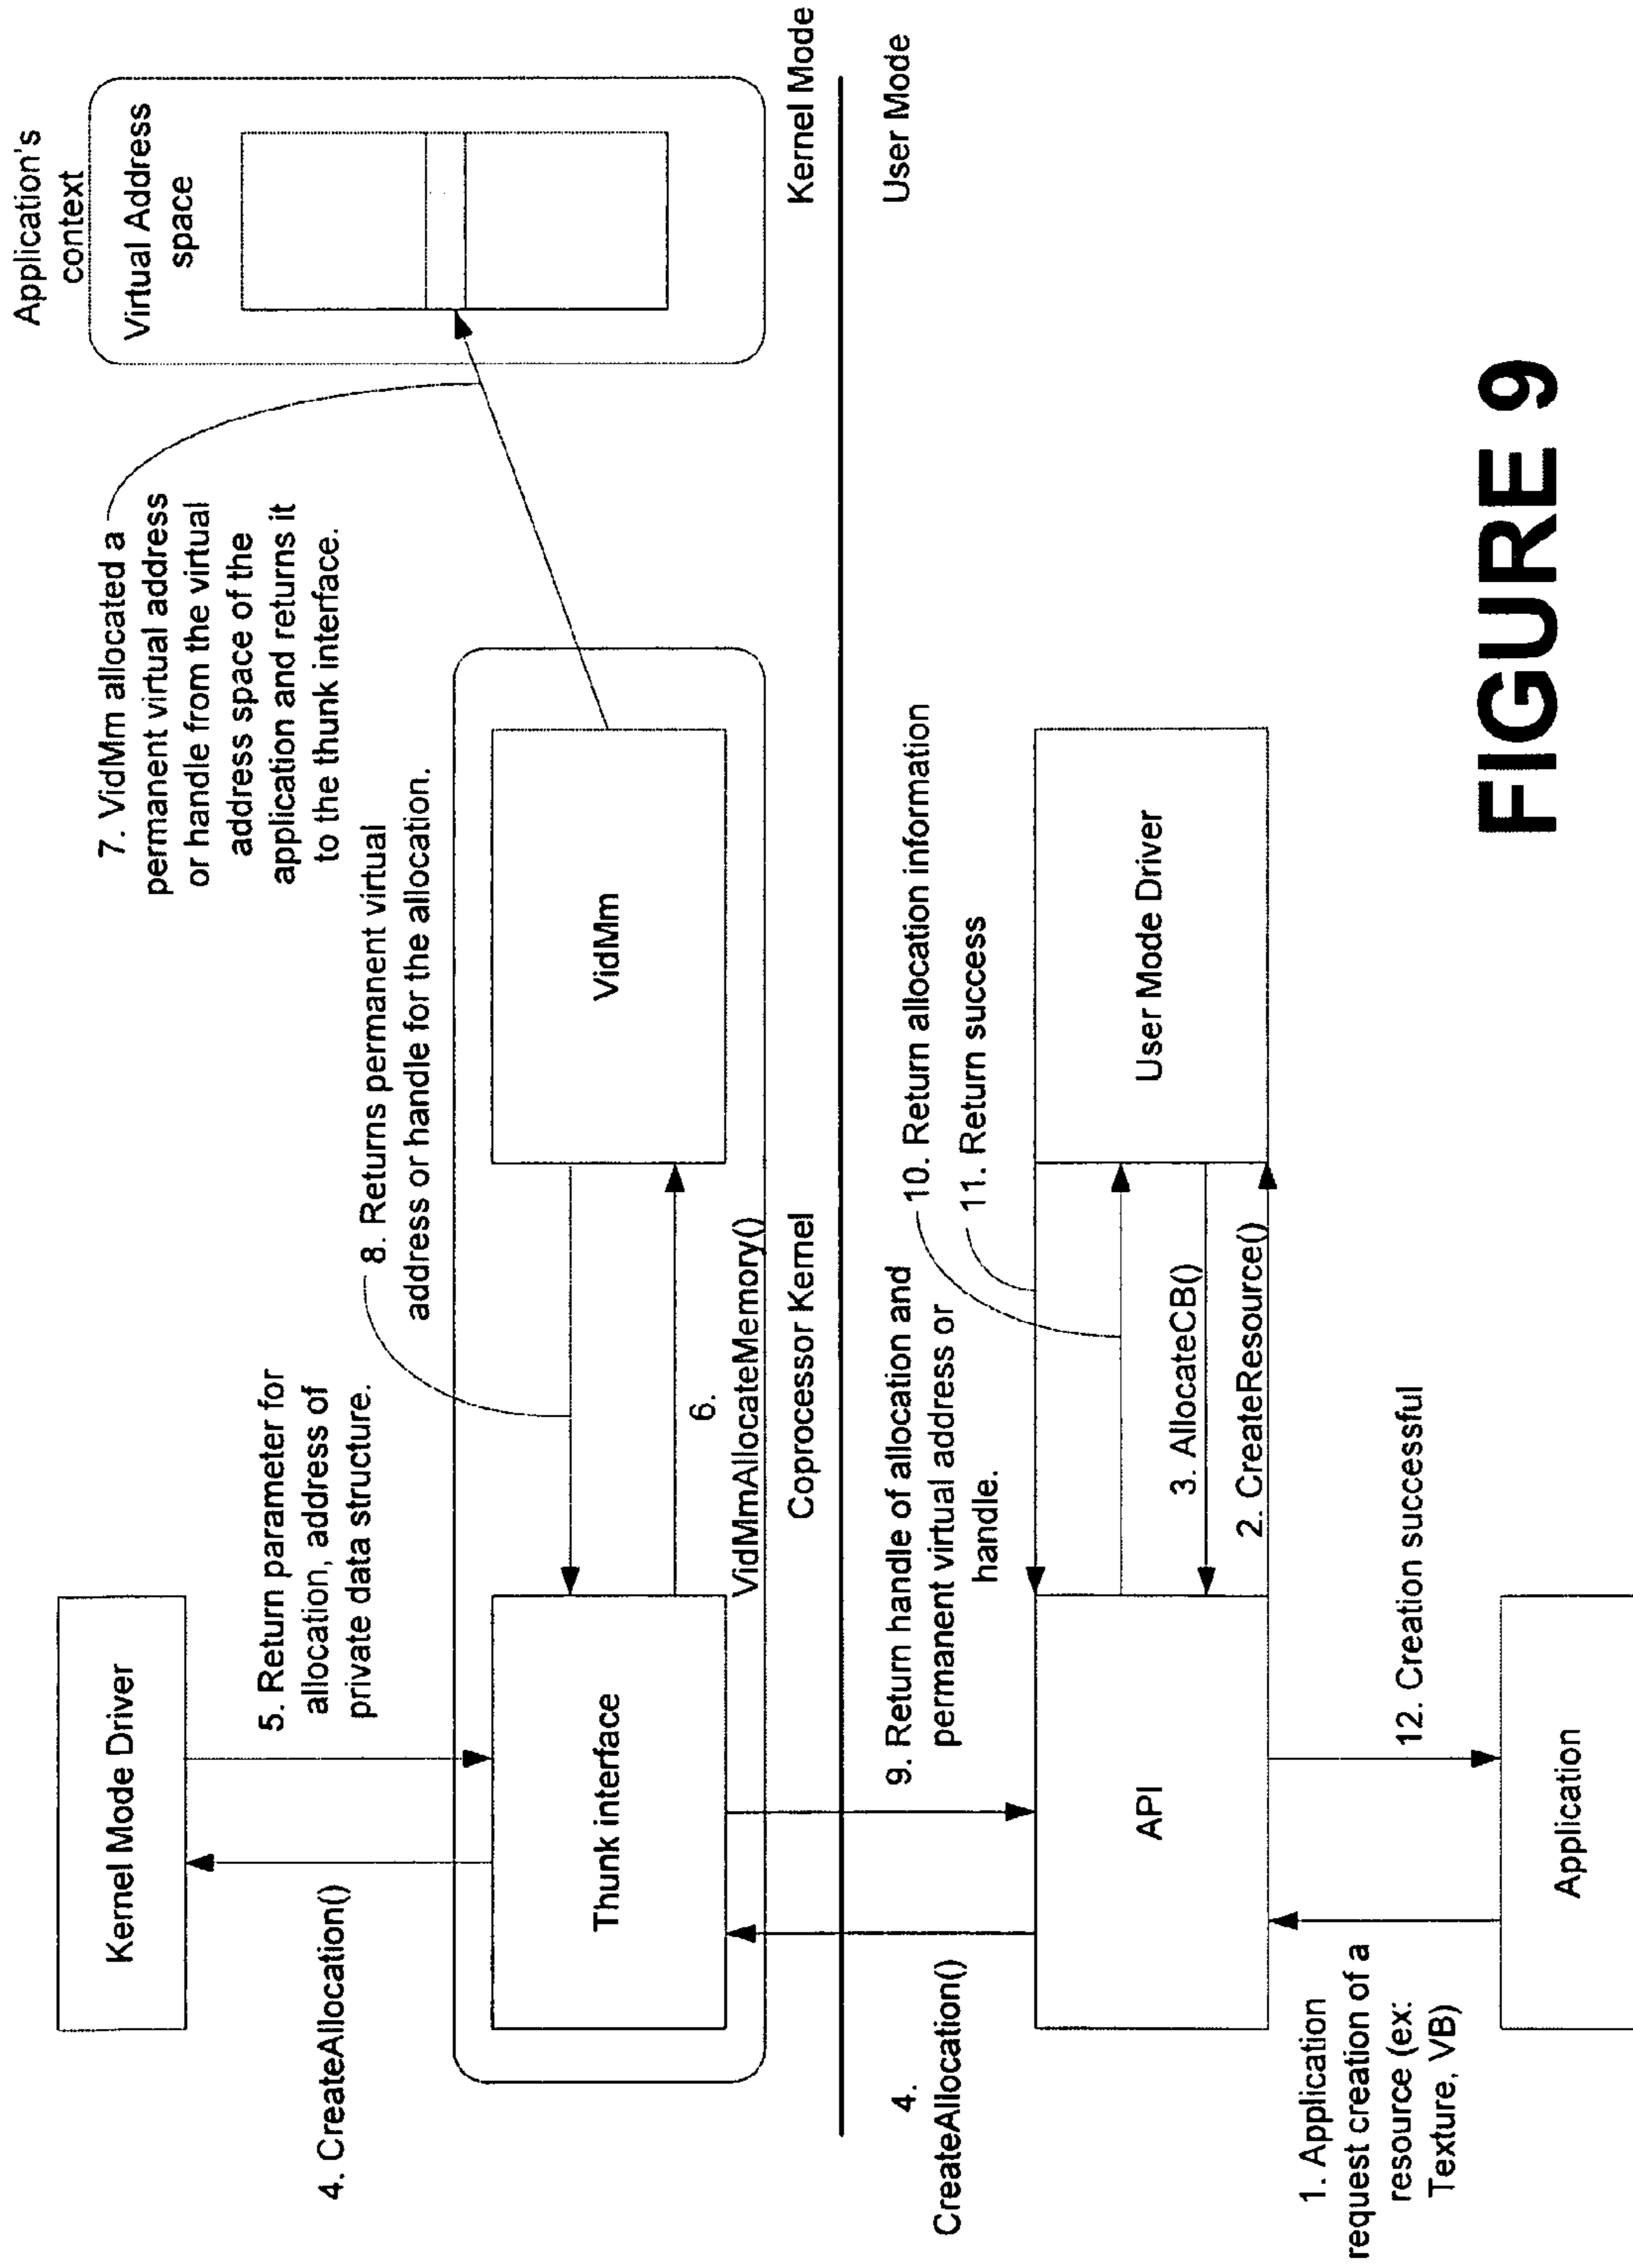 Kernel Mode Driver
4. CreateAllocation()
5. Return parameter for
allocation, address of
private data structure.
Thunk interface
8. Returns permanent virtual
address or handle for the allocation.
6.
VidMmAllocateMemory()
VidMm
Coprocessor Kernel
7. VidMm allocated a
permanent virtual address
or handle from the virtual
address space of the
application and returns it
to the thunk interface.
Application's
context
Virtual Address
space
Kernel Mode
User Mode
4.
CreateAllocation()
9. Return handle of allocation and
permanent virtual address or
handle.
10. Return allocation information
11. Return success
API
3. AllocateCB()
2. CreateResource()
User Mode Driver
1. Application
request creation of a
resource (ex:
Texture, VB)
12. Creation successful
Application
FIGURE 9